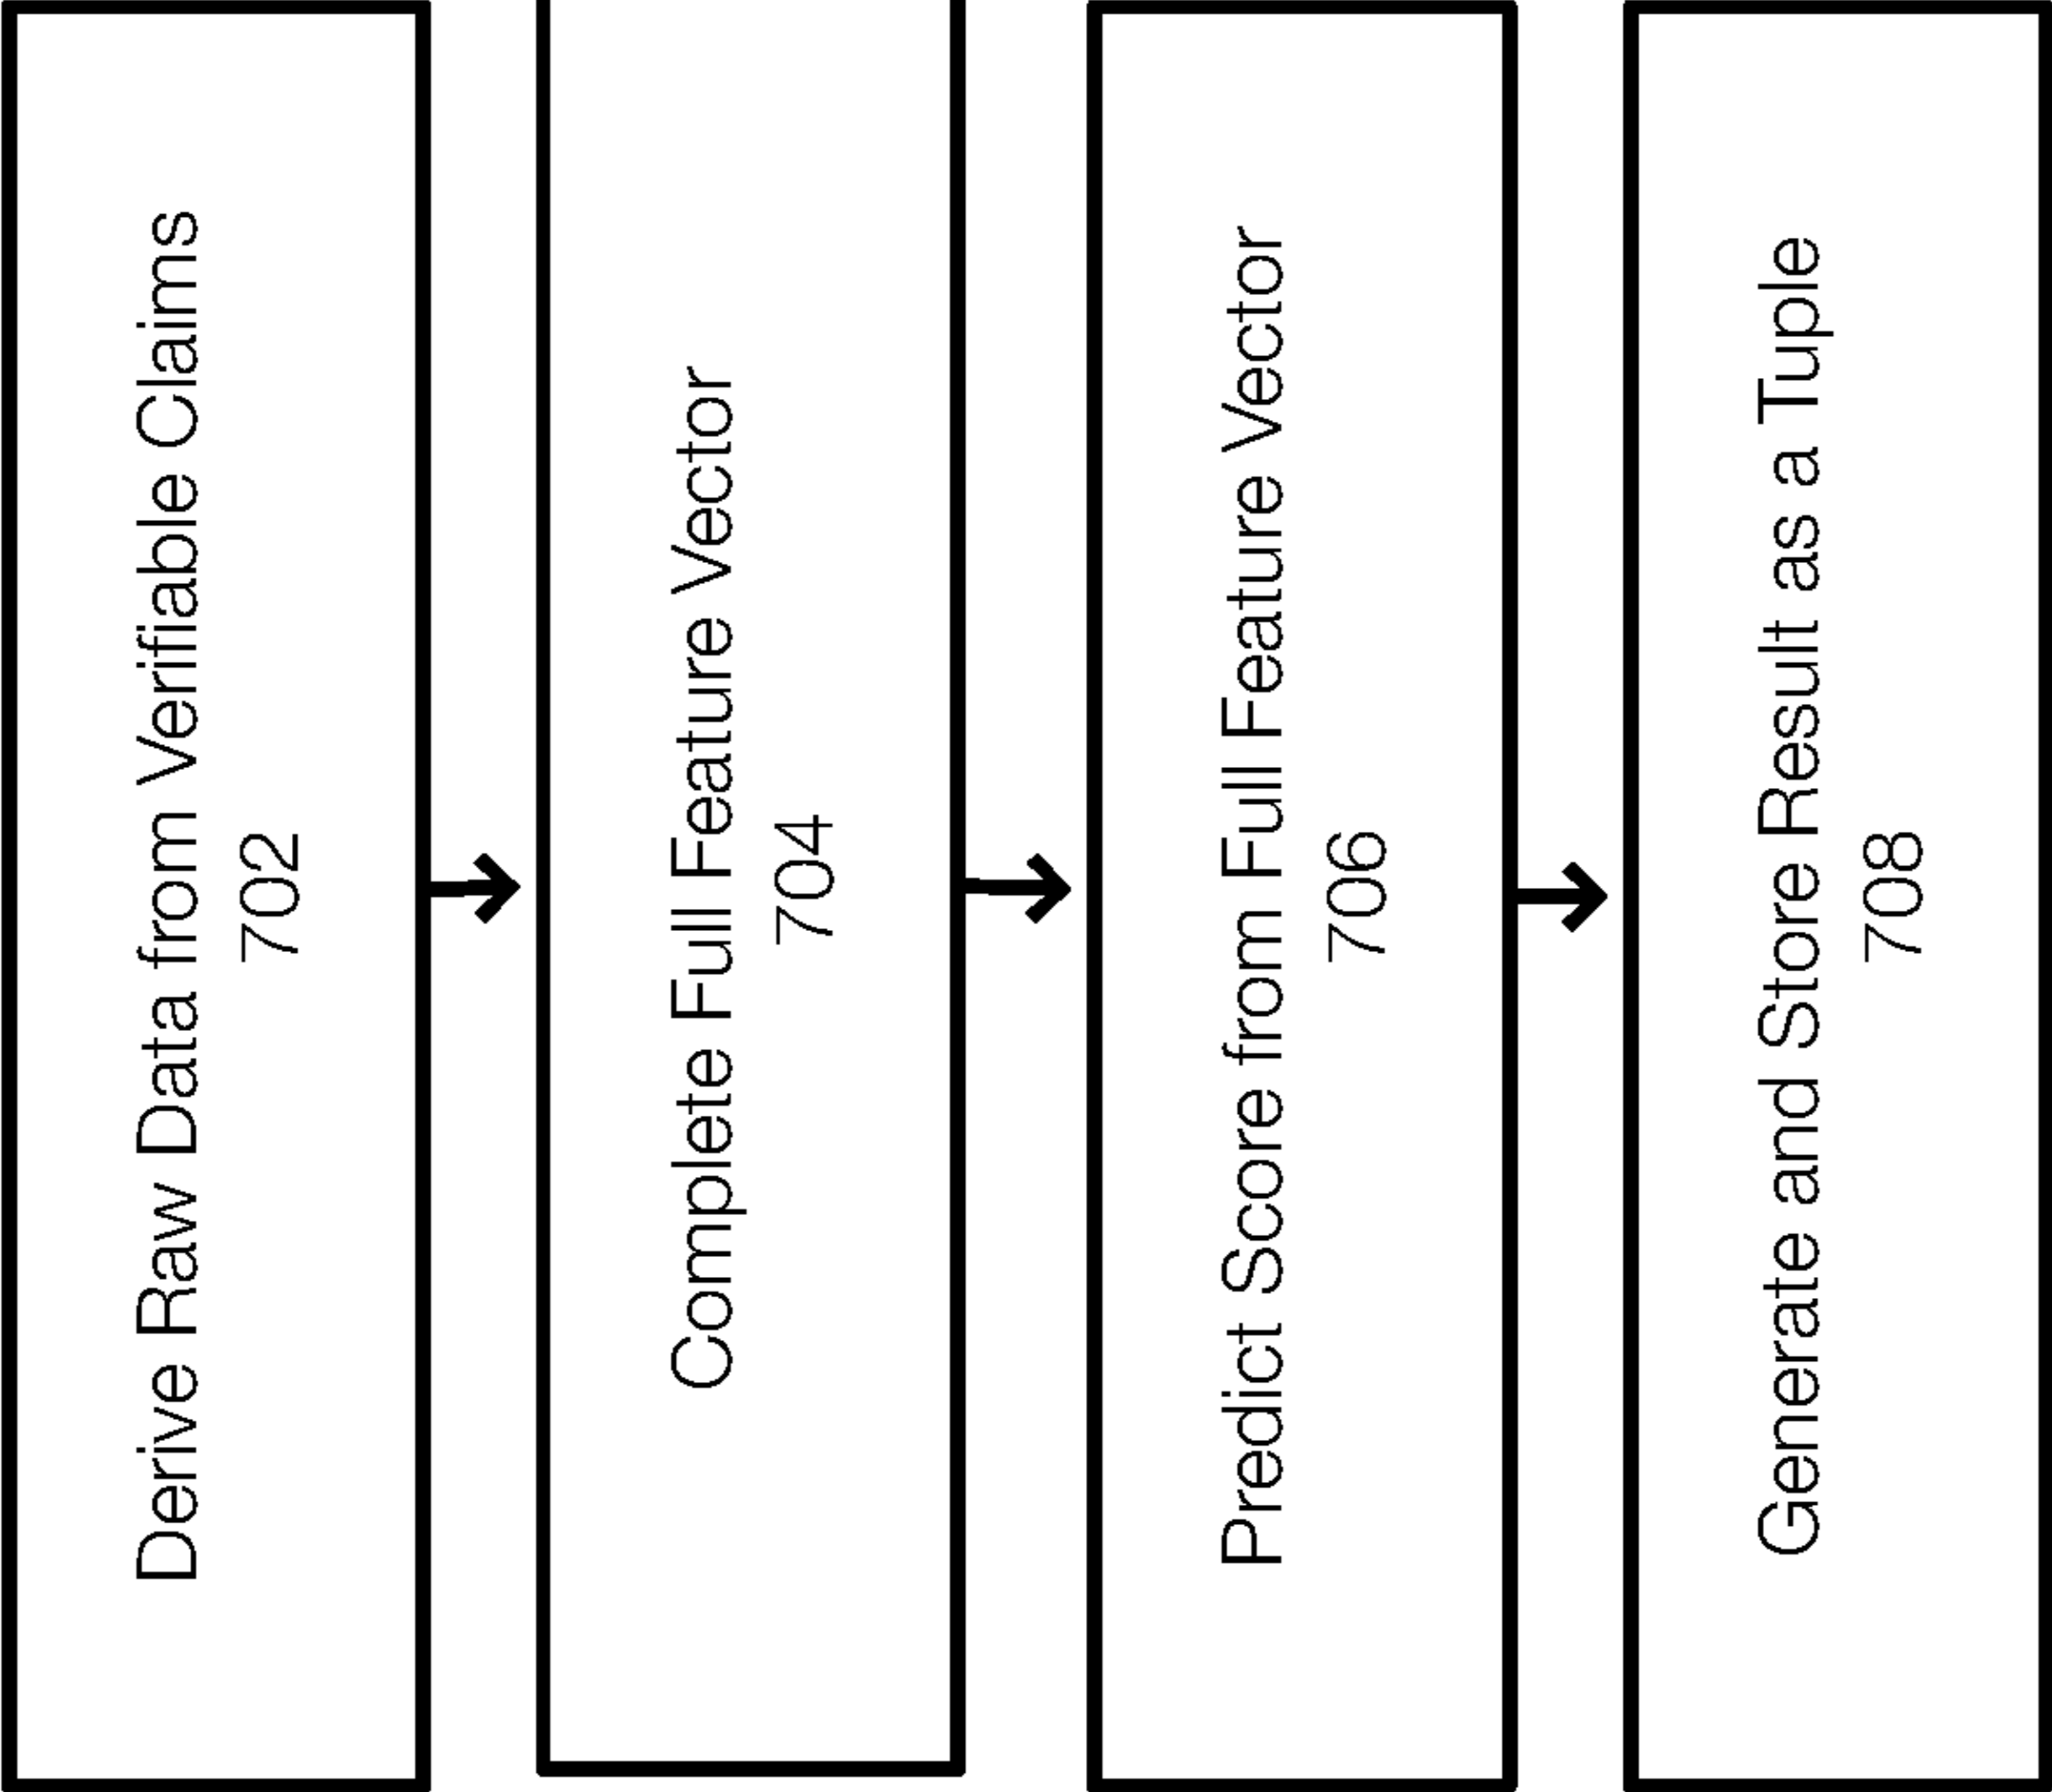 Derive Raw Data from Verifiable Claims
702
Complete Full Feature Vector
704
Predict Score from Full Feature Vector
706
Generate and Store Result as a Tuple
708